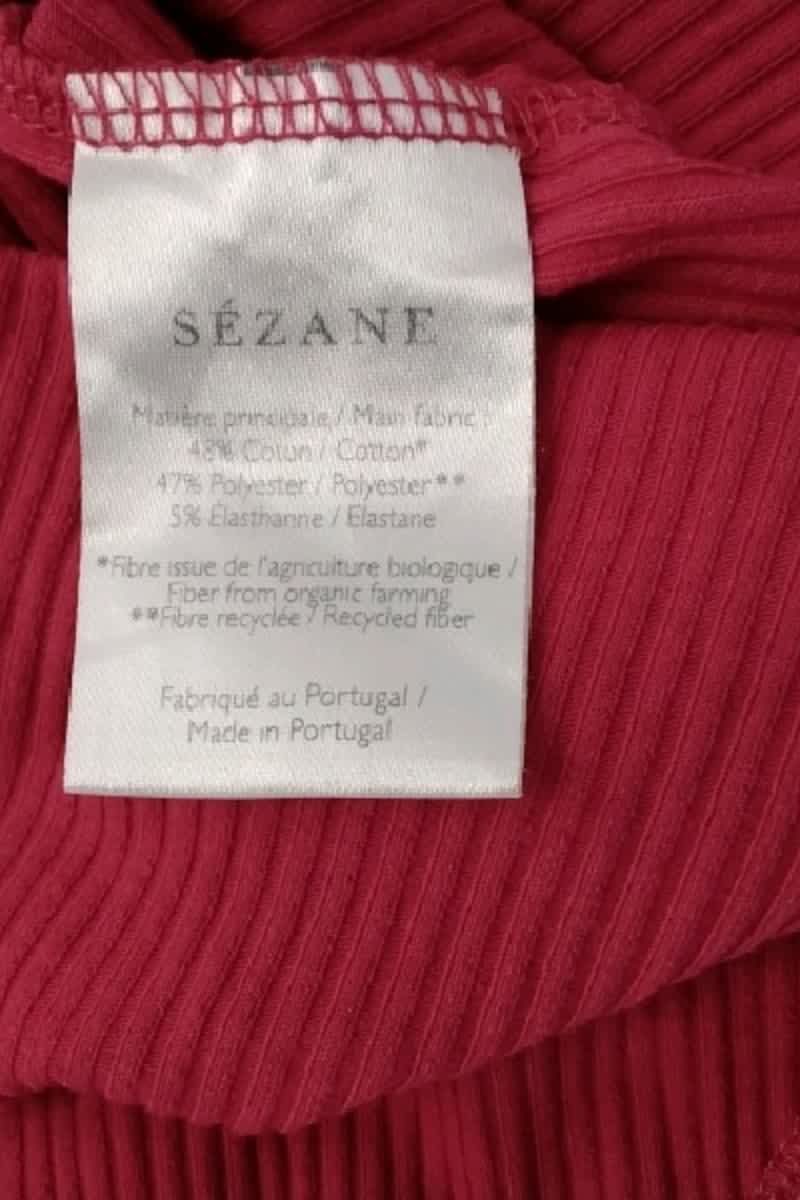 SÉZANE
Matière principale / Main fabric :
48% Coton / Cotton*
47% Polyester / Polyester**
5% Élasthanne / Elastane
*Fibre issue de l'agriculture biologique /
Fiber from organic farming
**Fibre recyclée / Recycled fiber
Fabriqué au Portugal /
Made in Portugal